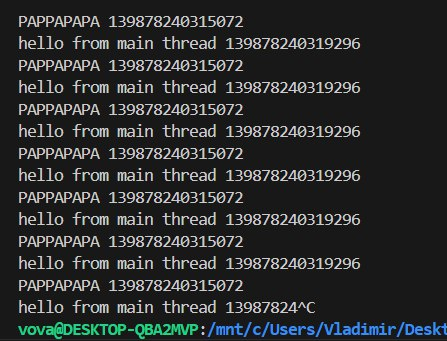 PAPPAPAPA 139878240315072
hello from main thread 139878240319296
PAPPAPAPA 139878240315072
hello from main thread 139878240319296
PAPPAPAPA 139878240315072
hello from main thread 139878240319296
PAPPAPAPA 139878240315072
hello from main thread 139878240319296
PAPPAPAPA 139878240315072
hello from main thread 139878240319296
PAPPAPAPA 139878240315072
hello from main thread 139878240319296
PAPPAPAPA 139878240315072
hello from main thread 13987824^C
vova@DESKTOP-QBA2MVP:/mnt/c/Users/Vladimir/Deskt